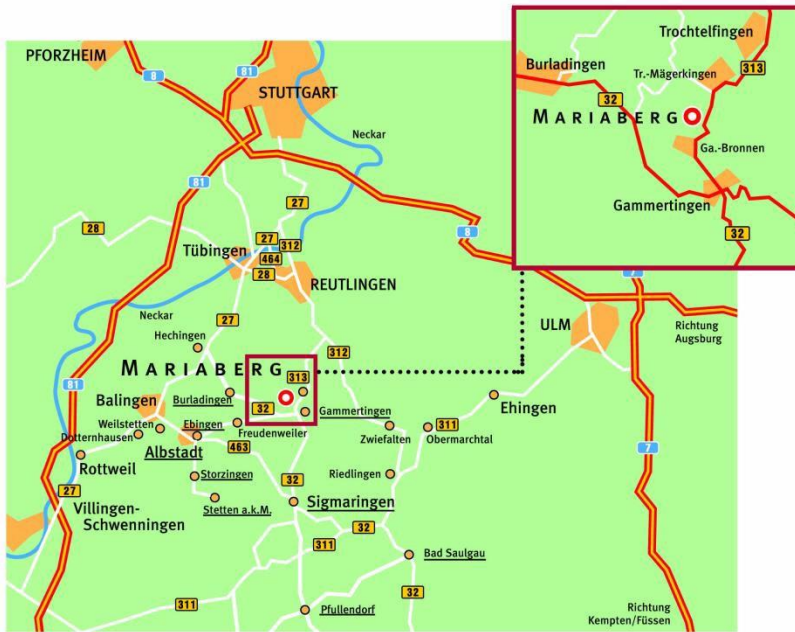 PFORZHEIM
8
81
STUTTGART
Neckar
81
27
28
Tübingen
27
312
464
28
REUTLINGEN
8
7
Neckar
27
Hechingen
312
ULM
Richtung
Augsburg
MARIABERG
313
81
Balingen
Burladingen
32
Gammertingen
Ehingen
Weilstetten
Ebingen
Freudenweiler
Zwiefalten
311
Obermarchtal
Dotternhausen
Albstadt
463
7
Rottweil
Storzingen
32
Riedlingen
27
Villingen-
Schwenningen
Stetten a.k.M.
Sigmaringen
32
311
Bad Saulgau
311
Pfullendorf
32
Richtung
Kempten/Füssen
Trochtelfingen
Burladingen
Tr.-Mägerkingen
313
32
MARIABERG
Ga.-Bronnen
Gammertingen
32